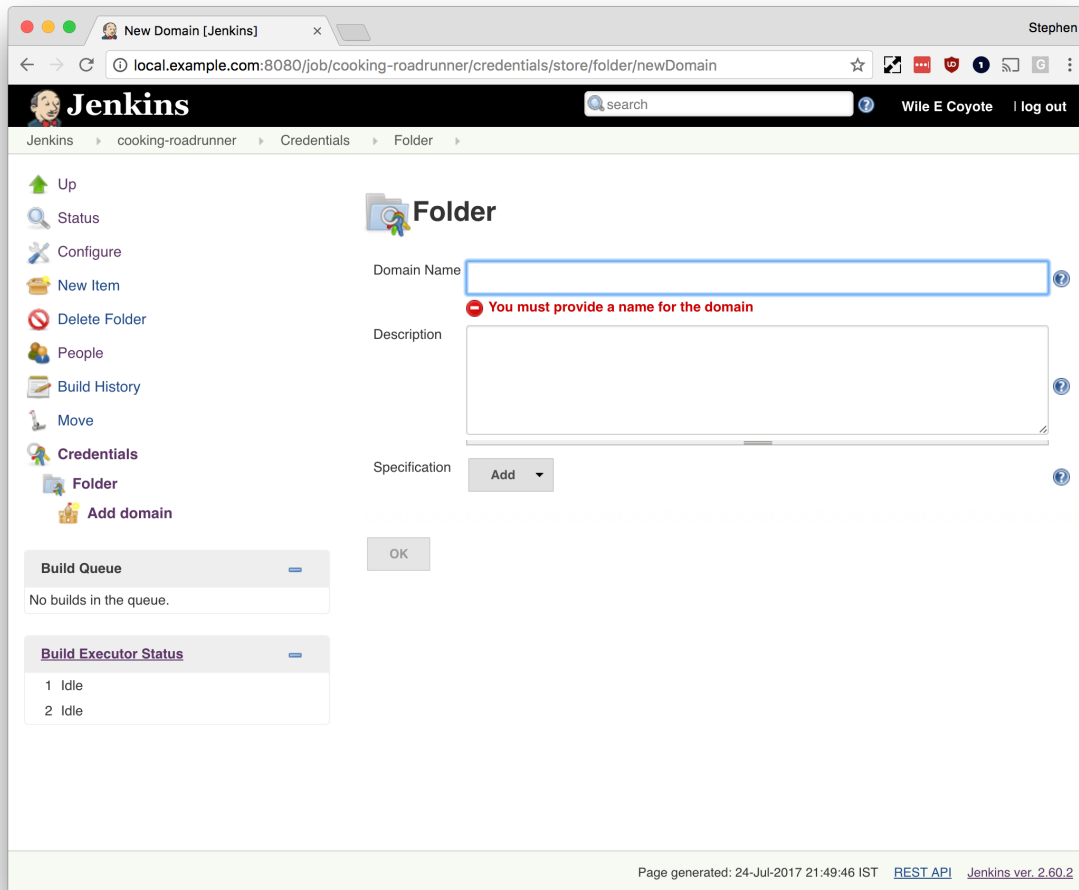 New Domain [Jenkins]
Stephen
local.example.com:8080/job/cooking-roadrunner/credentials/store/folder/newDomain
Jenkins
search
Wile E Coyote | log out
Jenkins cooking-roadrunner Credentials Folder
Up
Status
Configure
New Item
Delete Folder
People
Build History
Move
Credentials
Folder
Add domain
Build Queue
No builds in the queue.
Build Executor Status
1 Idle
2 Idle
Folder
Domain Name
You must provide a name for the domain
Description
Specification
Add
OK
Page generated: 24-Jul-2017 21:49:46 IST REST API Jenkins ver. 2.60.2